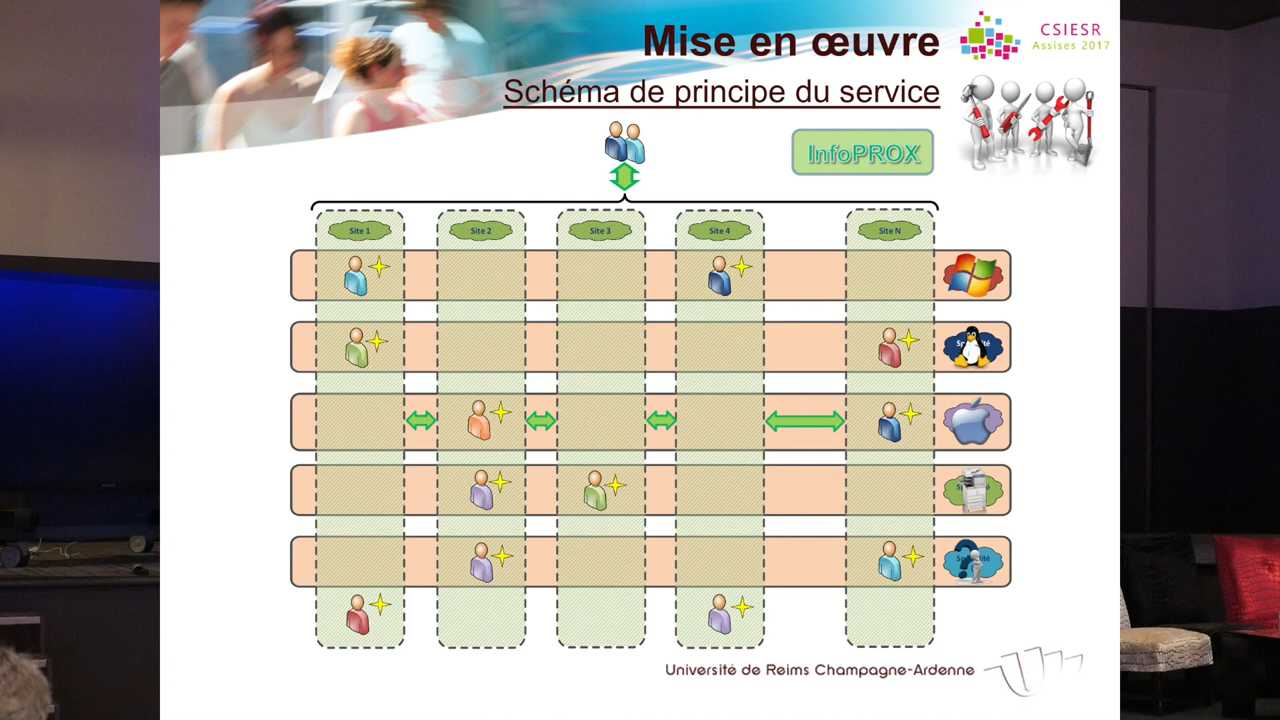 Mise en œuvre
CSIESR
Assises 2017
Schéma de principe du service
InfoPROX
Site 1
Site 2
Site 3
Site 4
Site N
Université de Reims Champagne-Ardenne